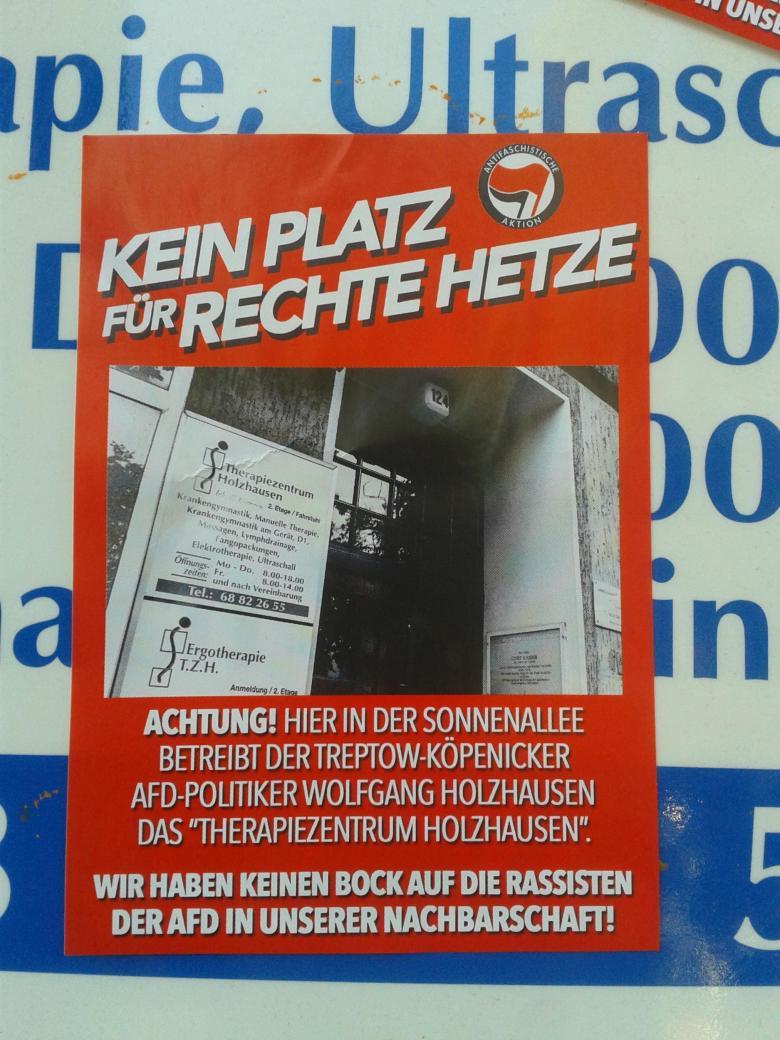 IN UNSE
apie, Ultrasc
ANTIFASCHISTISCHE
AKTION
KEIN PLATZ
FÜR RECHTE HETZE
124
Therapiezentrum
Holzhausen
2. Etage / Fahrstuhl
Krankengymnastik, Manuelle Therapie,
Krankengymnastik am Gerät, D1,
Massagen, Lymphdrainage,
Fangopackungen,
Elektrotherapie, Ultraschall
Öffnungs-
zeiten:
Mo - Do, 8.00-18.00
Fr. 8.00-14.00
und nach Vereinbarung
Tel.: 68 82 26 55
Ergotherapie
T.Z.H.
Anmeldung / 2. Etage
ACHTUNG! HIER IN DER SONNENALLEE
BETREIBT DER TREPTOW-KÖPENICKER
AFD-POLITIKER WOLFGANG HOLZHAUSEN
DAS "THERAPIEZENTRUM HOLZHAUSEN".
WIR HABEN KEINEN BOCK AUF DIE RASSISTEN
DER AFD IN UNSERER NACHBARSCHAFT!